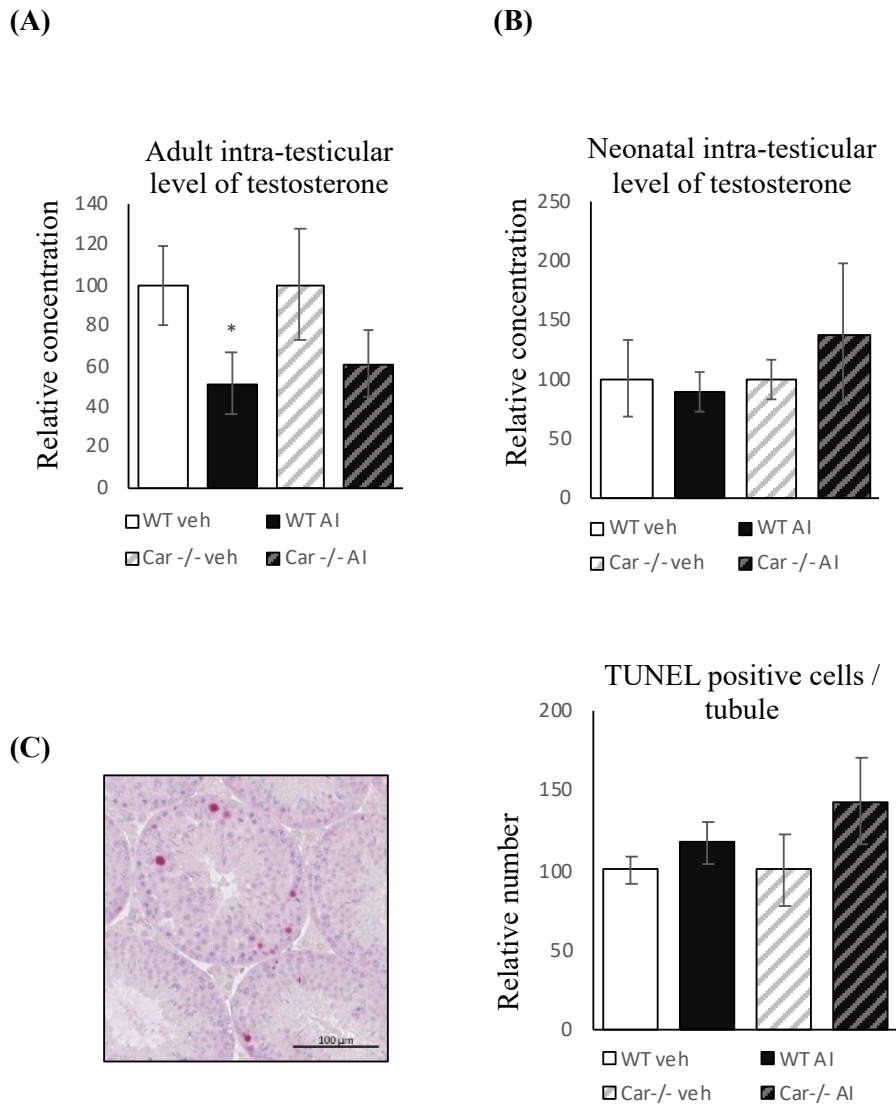 (A)
Adult intra-testicular
level of testosterone
Relative concentration
140
120
100
80
60
40
20
0
*
WT veh
WT AI
Car -/- veh
Car -/- AI
(B)
Neonatal intra-testicular
level of testosterone
Relative concentration
250
200
150
100
50
0
WT veh
WT AI
Car -/- veh
Car -/- AI
(C)
100 µm
TUNEL positive cells /
tubule
Relative number
200
150
100
50
0
WT veh
WT AI
Car-/- veh
Car-/- AI